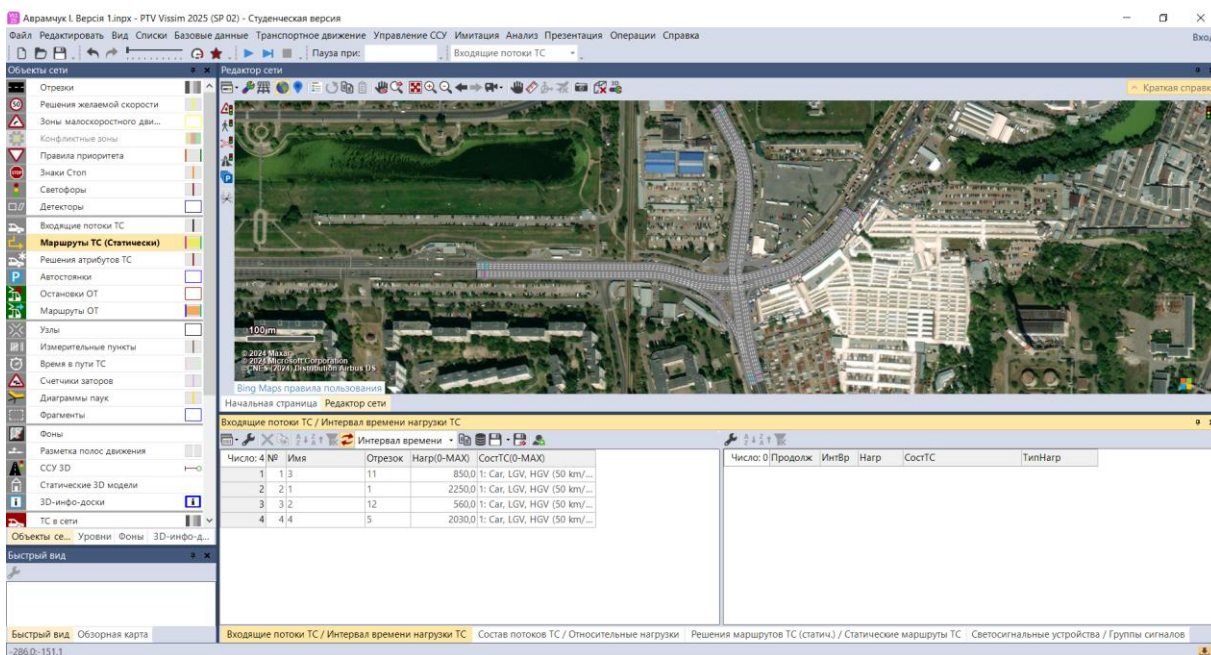 Аврамчук І. Версія 1.inpx - PTV Vissim 2025 (SP 02) - Студенческая версия
Файл Редактировать Вид Списки Базовые данные Транспортное движение Управление ССУ Имитация Анализ Презентация Операции Справка
Вход
Пауза при: Входящие потоки ТС
Объекты сети
Отрезки
Решения желаемой скорости
Зоны малоскоростного дви...
Конфликтные зоны
Правила приоритета
Знаки Стоп
Светофоры
Детекторы
Входящие потоки ТС
Маршруты ТС (Статически)
Решения атрибутов ТС
Автостоянки
Остановки ОТ
Маршруты ОТ
Узлы
Измерительные пункты
Время в пути ТС
Счетчики заторов
Диаграммы паук
Фрагменты
Фоны
Разметка полос движения
ССУ 3D
Статические 3D модели
3D-инфо-доски
ТС в сети
Объекты се... Уровни Фоны 3D-инфо-д...
Быстрый вид
Быстрый вид Обзорная карта
Редактор сети
Краткая справк
100 m
© 2024 Maxar
© 2024 Microsoft Corporation
© CNES (2024) Distribution Airbus DS
Bing Maps правила пользования
Начальная страница Редактор сети
Входящие потоки ТС / Интервал времени нагрузки ТС
Интервал времени
Число: 4 № Имя Отрезок Нагр(0-MAX) СостТС(0-MAX)
1 1 3 11 850,0 1: Car, LGV, HGV (50 km/...
2 2 1 1 2250,0 1: Car, LGV, HGV (50 km/...
3 3 2 12 560,0 1: Car, LGV, HGV (50 km/...
4 4 4 5 2030,0 1: Car, LGV, HGV (50 km/...
Число: 0 Продолж ИнтВр Нагр СостТС ТипНагр
Входящие потоки ТС / Интервал времени нагрузки ТС Состав потоков ТС / Относительные нагрузки Решения маршрутов ТС (статич.) / Статические маршруты ТС Светосигнальные устройства / Группы сигналов
-286.0:-151.1